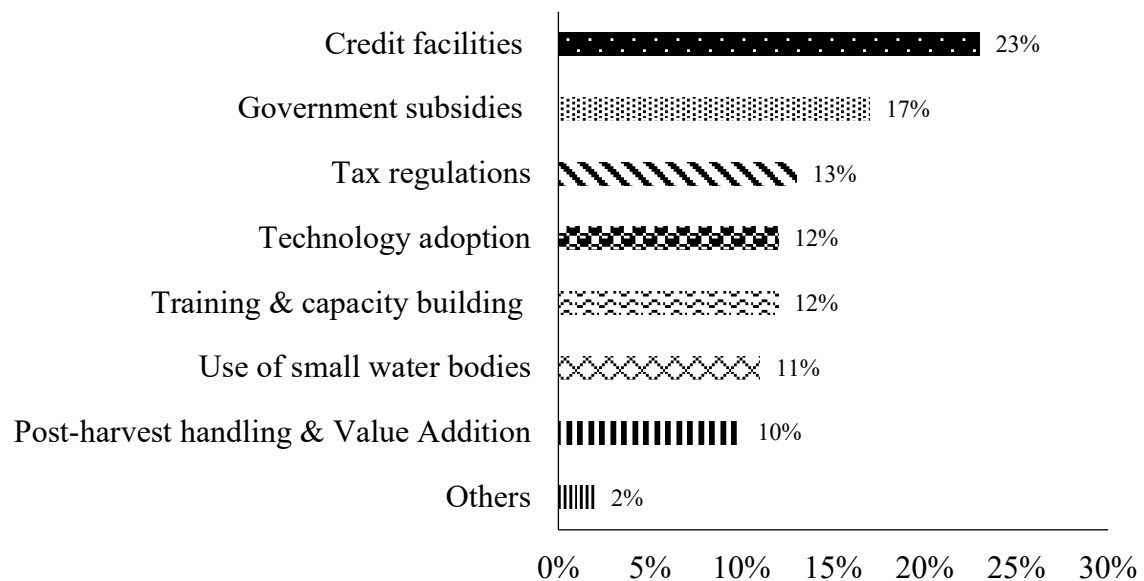 Credit facilities 23%
Government subsidies 17%
Tax regulations 13%
Technology adoption 12%
Training & capacity building 12%
Use of small water bodies 11%
Post-harvest handling & Value Addition 10%
Others 2%
0% 5% 10% 15% 20% 25% 30%